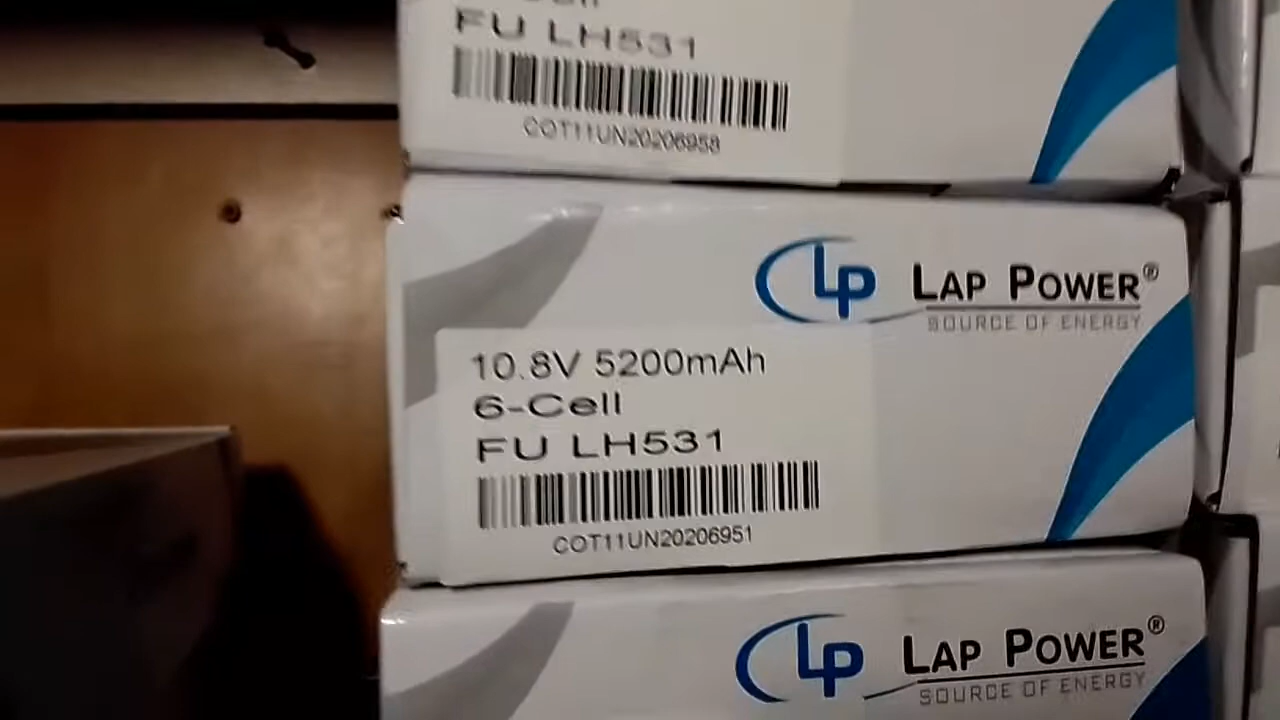 FU LH531
COT11UN20206958
LP LAP POWER®
SOURCE OF ENERGY
10.8V 5200mAh
6-Cell
FU LH531
COT11UN20206951
LP LAP POWER®
SOURCE OF ENERGY